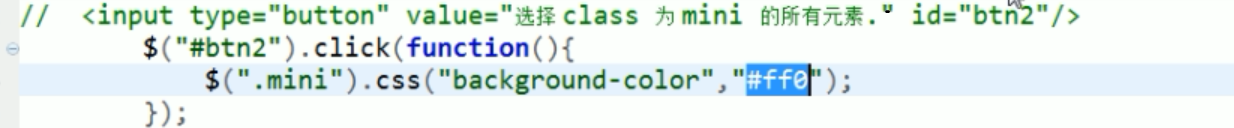 //  <input type="button" value="选择 class 为 mini 的所有元素." id="btn2"/>
$("#btn2").click(function(){
$(".mini").css("background-color","#ff0");
});